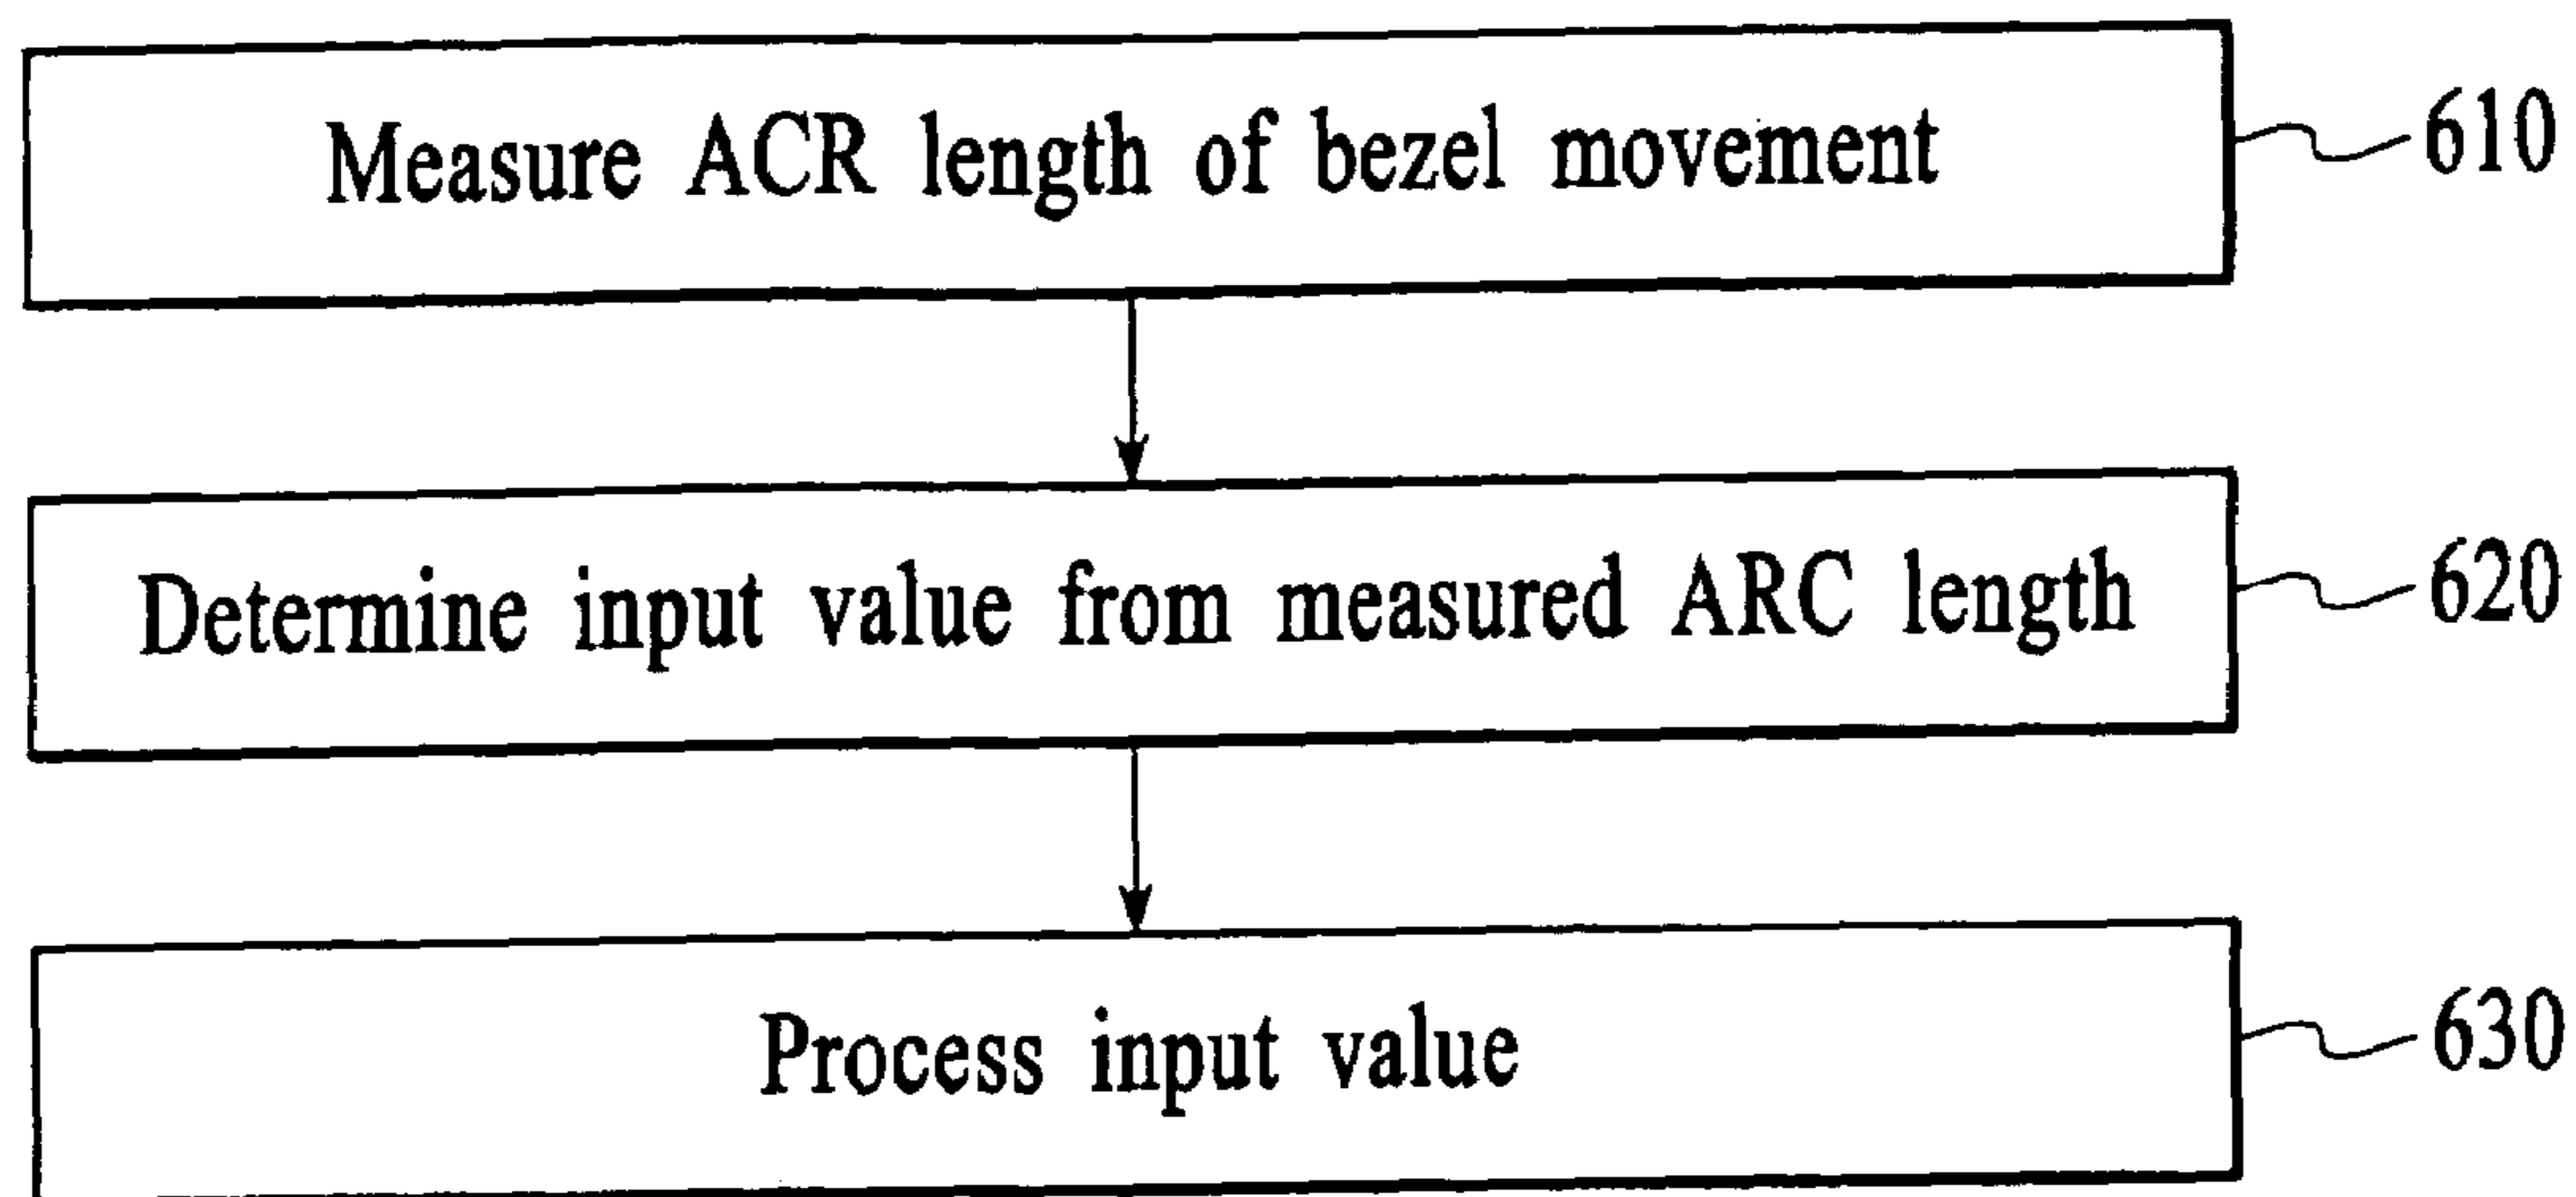 Measure ACR length of bezel movement
610
Determine input value from measured ARC length
620
Process input value
630